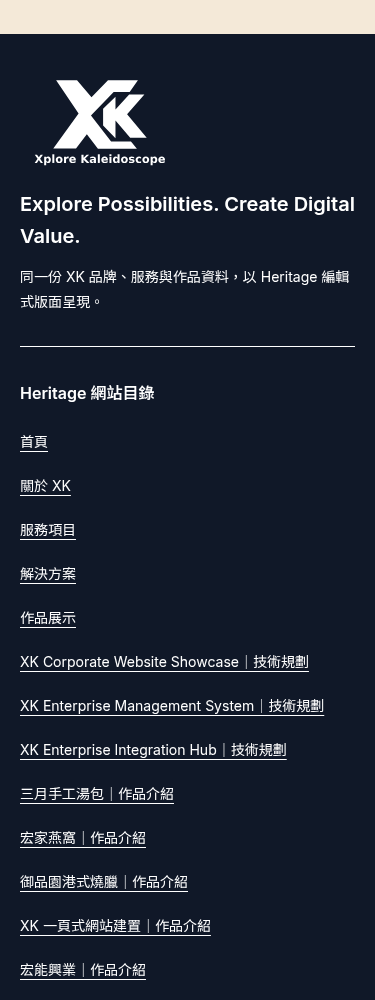 XK
Xplore Kaleidoscope
Explore Possibilities. Create Digital
Value.
同一份 XK 品牌、服務與作品資料，以 Heritage 編輯
式版面呈現。
Heritage 網站目錄
首頁
關於 XK
服務項目
解決方案
作品展示
XK Corporate Website Showcase｜技術規劃
XK Enterprise Management System｜技術規劃
XK Enterprise Integration Hub｜技術規劃
三月手工湯包｜作品介紹
宏家燕窩｜作品介紹
御品園港式燒臘｜作品介紹
XK 一頁式網站建置｜作品介紹
宏能興業｜作品介紹